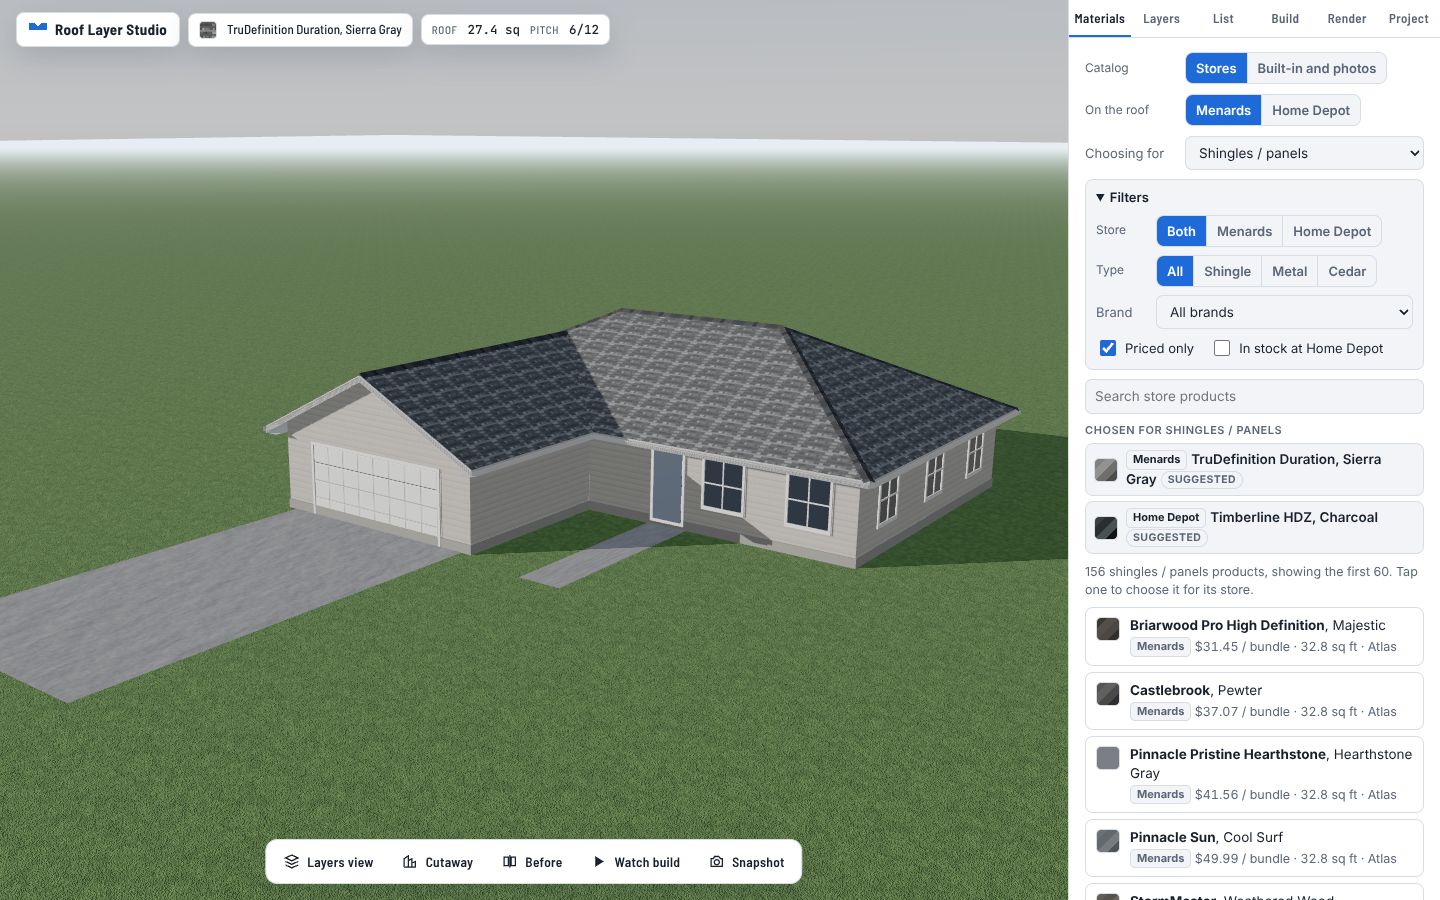 Roof Layer Studio
TruDefinition Duration, Sierra Gray
ROOF 27.4 sq PITCH 6/12
Materials Layers List Build Render Project
Catalog Stores Built-in and photos
On the roof Menards Home Depot
Choosing for Shingles / panels
▼ Filters
Store Both Menards Home Depot
Type All Shingle Metal Cedar
Brand All brands
Priced only In stock at Home Depot
Search store products
CHOSEN FOR SHINGLES / PANELS
Menards TruDefinition Duration, Sierra
Gray SUGGESTED
Home Depot Timberline HDZ, Charcoal
SUGGESTED
156 shingles / panels products, showing the first 60. Tap
one to choose it for its store.
Briarwood Pro High Definition, Majestic
Menards $31.45 / bundle · 32.8 sq ft · Atlas
Castlebrook, Pewter
Menards $37.07 / bundle · 32.8 sq ft · Atlas
Pinnacle Pristine Hearthstone, Hearthstone
Gray
Menards $41.56 / bundle · 32.8 sq ft · Atlas
Pinnacle Sun, Cool Surf
Menards $49.99 / bundle · 32.8 sq ft · Atlas
StormMaster, Weathered Wood
Layers view Cutaway Before Watch build Snapshot